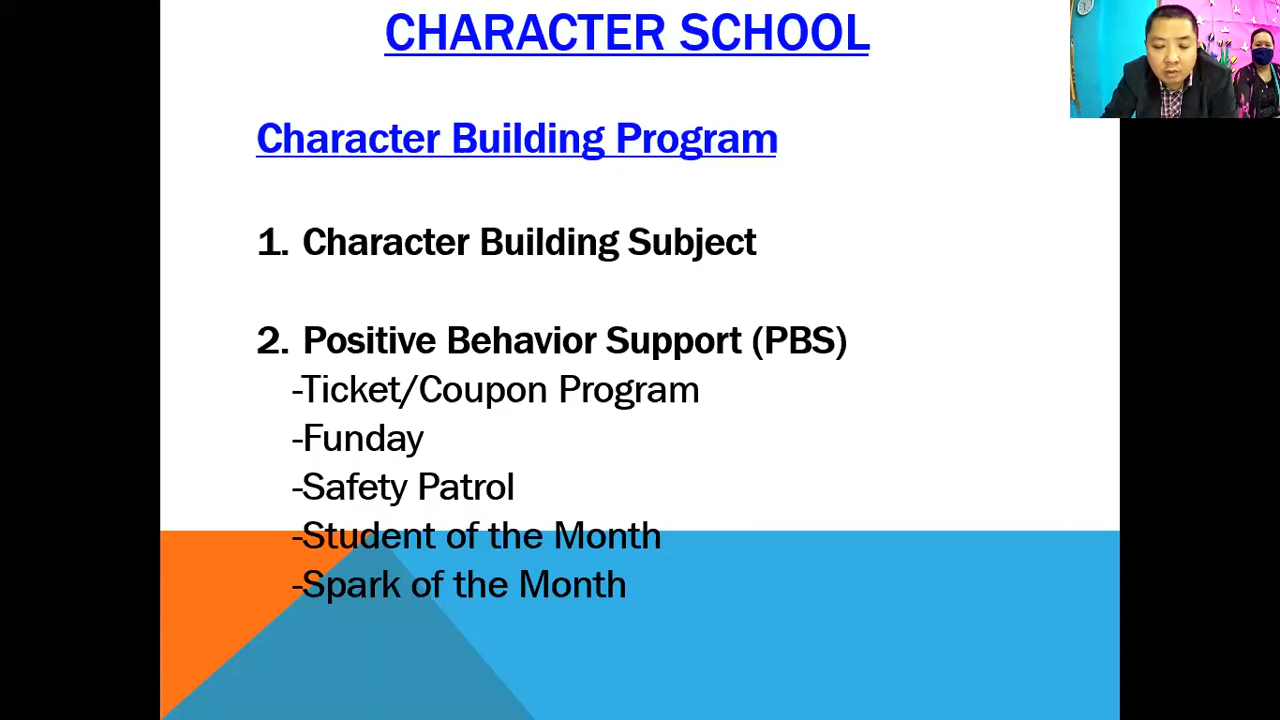 CHARACTER SCHOOL
Character Building Program
1. Character Building Subject
2. Positive Behavior Support (PBS)
-Ticket/Coupon Program
-Funday
-Safety Patrol
-Student of the Month
-Spark of the Month